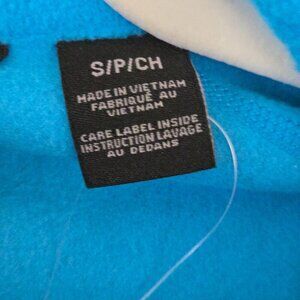 S/P/CH
MADE IN VIETNAM
FABRIQUÉ AU
VIETNAM
CARE LABEL INSIDE
INSTRUCTION LAVAGE
AU DEDANS